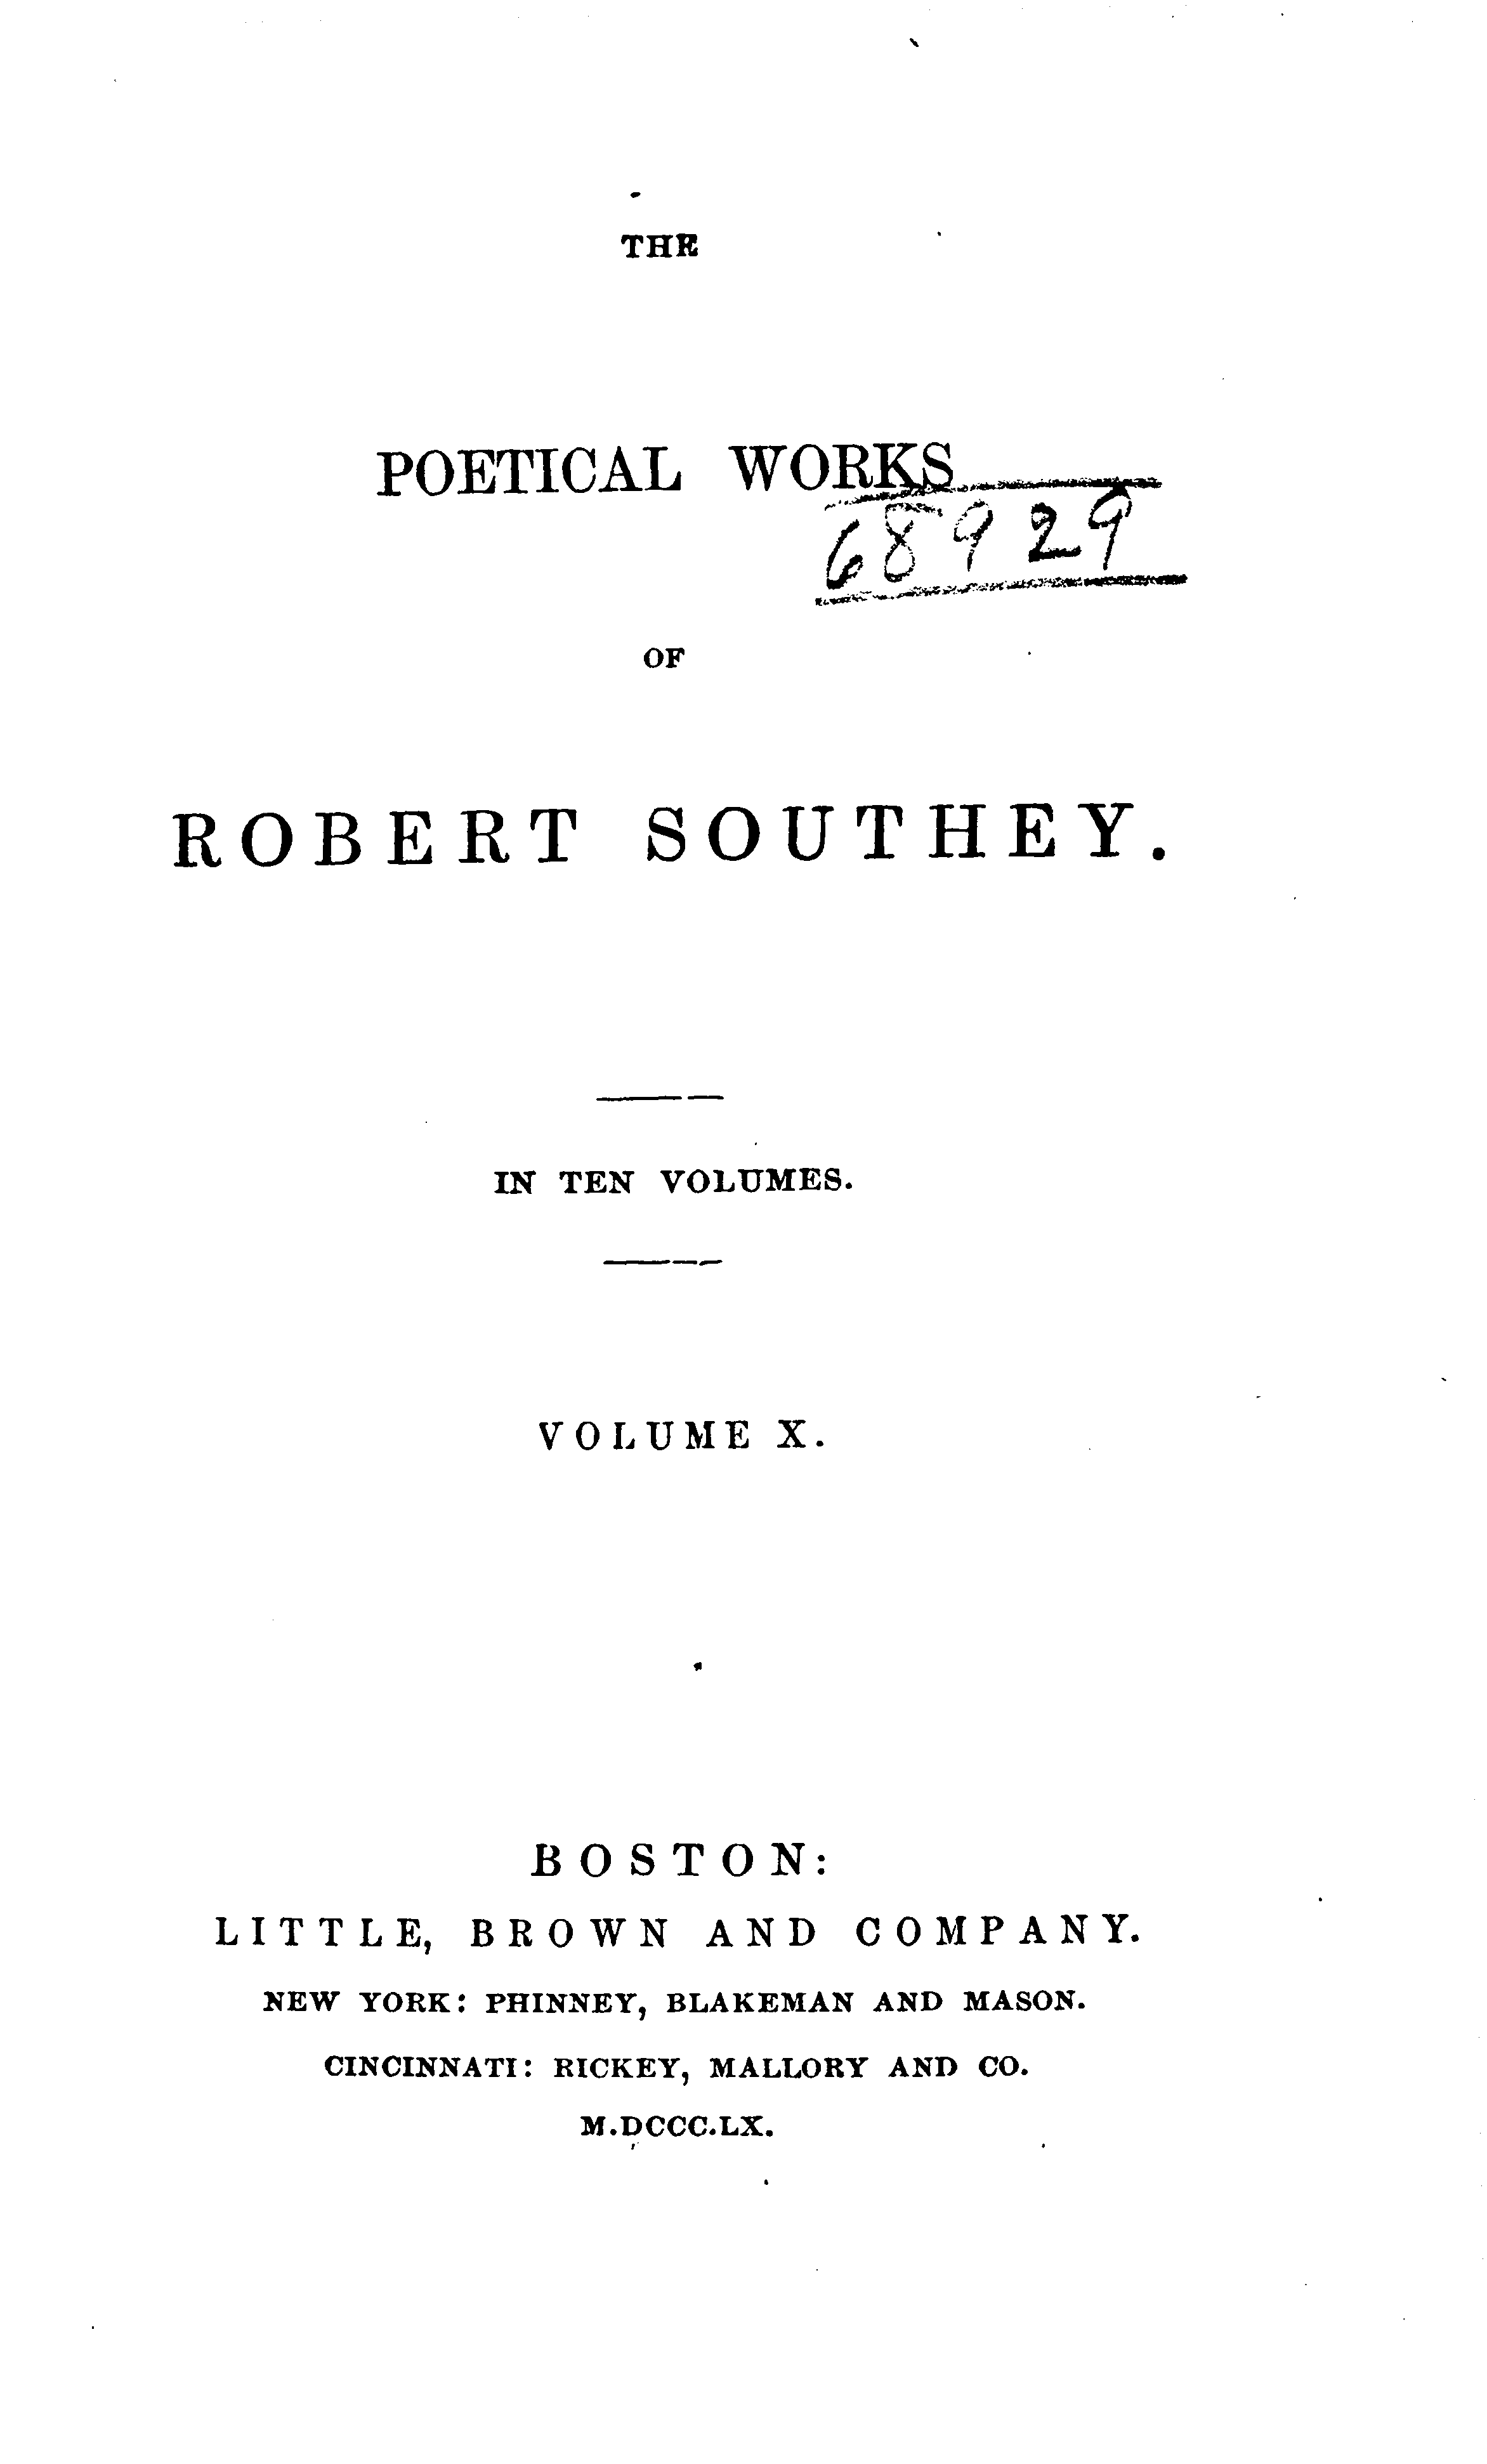 THE
POETICAL WORKS
68929
OF
ROBERT SOUTHEY.
IN TEN VOLUMES.
VOLUME X.
BOSTON:
LITTLE, BROWN AND COMPANY.
NEW YORK: PHINNEY, BLAKEMAN AND MASON.
CINCINNATI: RICKEY, MALLORY AND CO.
M.DCCC.LX.